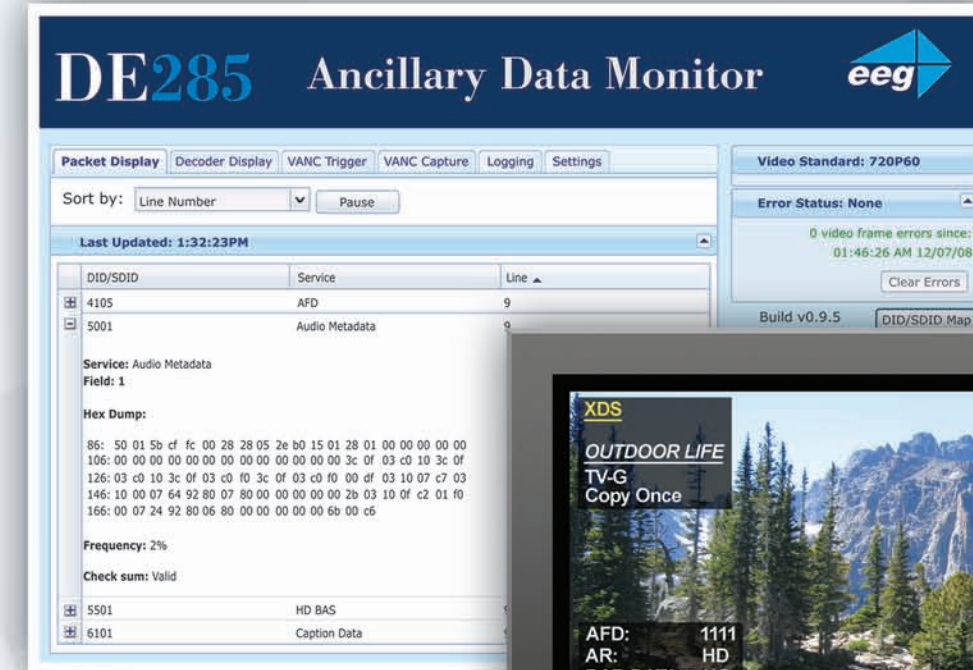 DE285 Ancillary Data Monitor eeg
Packet Display Decoder Display VANC Trigger VANC Capture Logging Settings
Sort by: Line Number Pause
Last Updated: 1:32:23PM
DID/SDID Service Line
4105 AFD 9
5001 Audio Metadata 9
Service: Audio Metadata
Field: 1
Hex Dump:
86: 50 01 5b cf fc 00 28 28 05 2e b0 15 01 28 01 00 00 00 00 00
106: 00 00 00 00 00 00 00 00 00 00 00 00 00 3c 0f 03 c0 10 3c 0f
126: 03 c0 10 3c 0f 03 c0 f0 3c 0f 03 c0 f0 00 df 03 10 07 c7 03
146: 10 00 07 64 92 80 07 80 00 00 00 00 00 2b 03 10 0f c2 01 f0
166: 00 07 24 92 80 06 80 00 00 00 00 00 6b 00 c6
Frequency: 2%
Check sum: Valid
5501 HD BAS
6101 Caption Data
Video Standard: 720P60
Error Status: None
0 video frame errors since:
01:46:26 AM 12/07/08
Clear Errors
Build v0.9.5 DID/SDID Map
XDS
OUTDOOR LIFE
TV-G
Copy Once
AFD: 1111
AR: HD